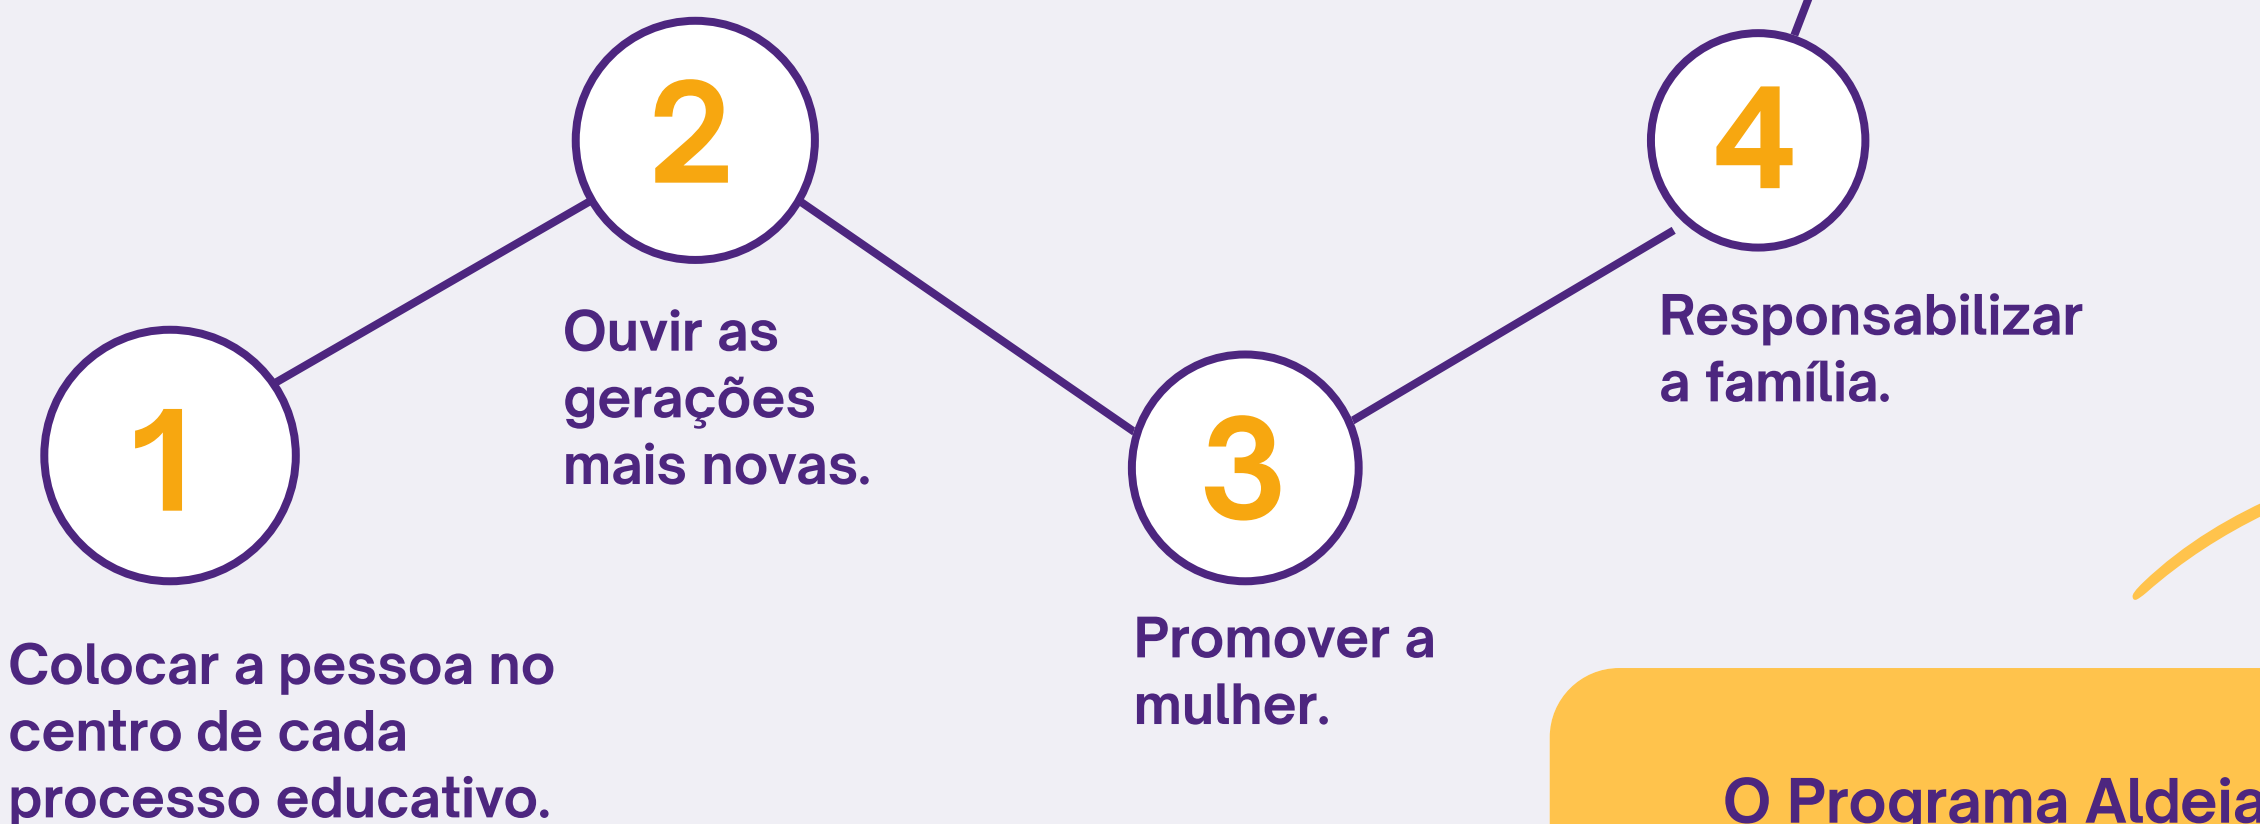 1
Colocar a pessoa no
centro de cada
processo educativo.
2
Ouvir as
gerações
mais novas.
3
Promover a
mulher.
4
Responsabilizar
a família.
O Programa Aldeia